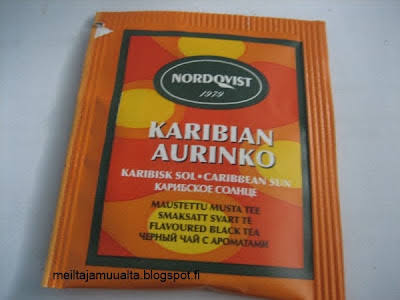 NORDQVIST
1979
KARIBIAN
AURINKO
KARIBISK SOL • CARIBBEAN SUN
КАРИБСКОЕ СОЛНЦЕ
MAUSTETTU MUSTA TEE
SMAKSATT SVART TE
FLAVOURED BLACK TEA
ЧЕРНЫЙ ЧАЙ С АРОМАТАМИ
meiltajamuualta.blogspot.fi